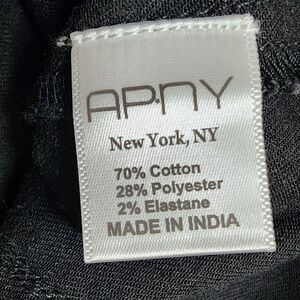 AP·NY
New York, NY
70% Cotton
28% Polyester
2% Elastane
MADE IN INDIA